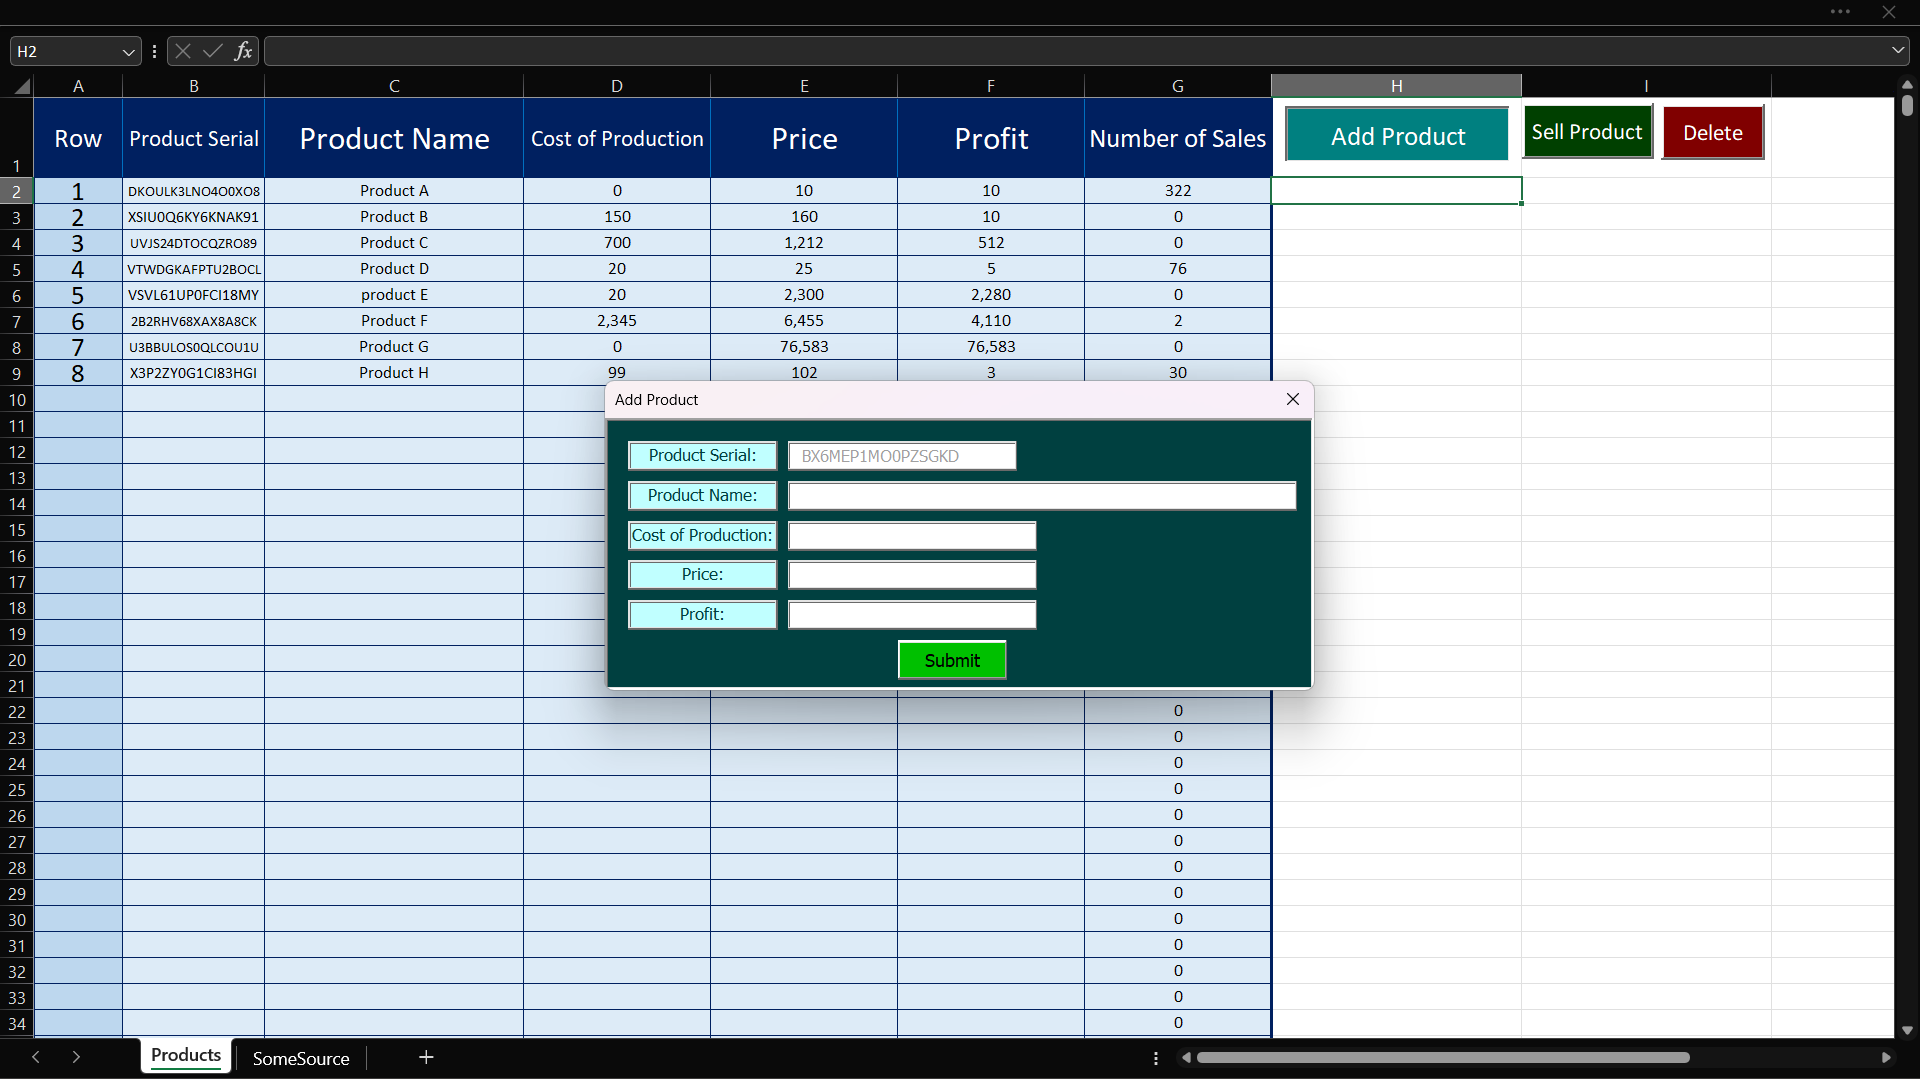 H2
fx
A B C D E F G H I
1 Row Product Serial Product Name Cost of Production Price Profit Number of Sales Add Product Sell Product Delete
2 1 DKOULK3LNO4O0XO8 Product A 0 10 10 322
3 2 XSIU0Q6KY6KNAK91 Product B 150 160 10 0
4 3 UVJS24DTOCQZRO89 Product C 700 1,212 512 0
5 4 VTWDGKAFPTU2BOCL Product D 20 25 5 76
6 5 VSVL61UP0FCI18MY product E 20 2,300 2,280 0
7 6 2B2RHV68XAX8A8CK Product F 2,345 6,455 4,110 2
8 7 U3BBULOS0QLCOU1U Product G 0 76,583 76,583 0
9 8 X3P2ZY0G1CI83HGI Product H 99 102 3 30
10
11
12
13
14
15
16
17
18
19
20
21
Add Product
Product Serial: BX6MEP1MO0PZSGKD
Product Name:
Cost of Production:
Price:
Profit:
Submit
22 0
23 0
24 0
25 0
26 0
27 0
28 0
29 0
30 0
31 0
32 0
33 0
34 0
Products SomeSource +